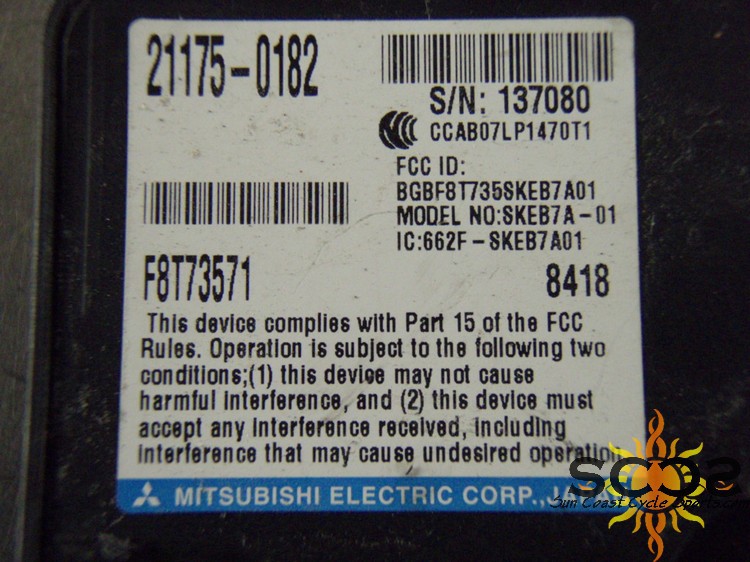 21175-0182
S/N: 137080
CCAB07LP1470T1
FCC ID:
BGBF8T735SKEB7A01
MODEL NO:SKEB7A-01
IC:662F-SKEB7A01
F8T73571
8418
This device complies with Part 15 of the FCC
Rules. Operation is subject to the following two
conditions;(1) this device may not cause
harmful interference, and (2) this device must
accept any interference received, including
interference that may cause undesired operation
MITSUBISHI ELECTRIC CORP.,
Sun Coast Cycle